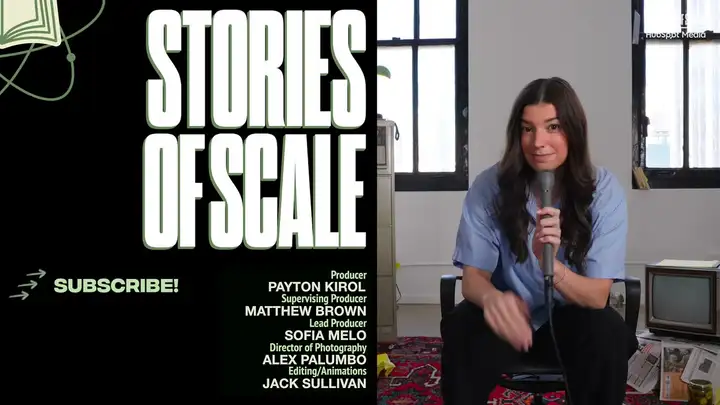 STORIES
OF SCALE
SUBSCRIBE!
Producer
PAYTON KIROL
Supervising Producer
MATTHEW BROWN
Lead Producer
SOFIA MELO
Director of Photography
ALEX PALUMBO
Editing/Animations
JACK SULLIVAN
HubSpot Media